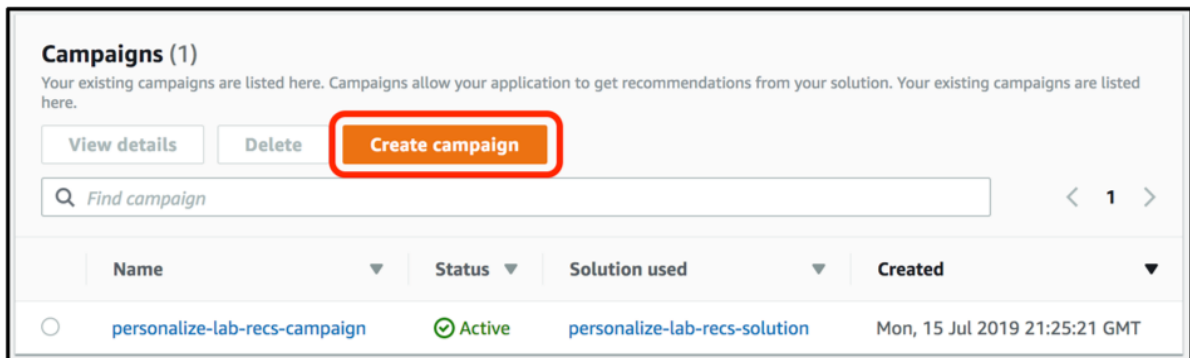 Campaigns (1)
Your existing campaigns are listed here. Campaigns allow your application to get recommendations from your solution. Your existing campaigns are listed
here.
View details Delete Create campaign
Find campaign 1
Name Status Solution used Created
personalize-lab-recs-campaign Active personalize-lab-recs-solution Mon, 15 Jul 2019 21:25:21 GMT